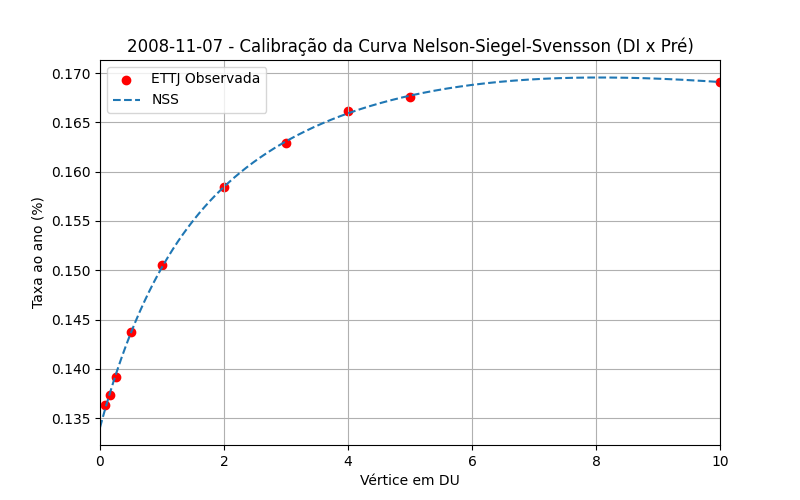 2008-11-07 - Calibração da Curva Nelson-Siegel-Svensson (DI x Pré)
ETTJ Observada
NSS
0.170
0.165
0.160
0.155
0.150
0.145
0.140
0.135
Taxa ao ano (%)
0 2 4 6 8 10
Vértice em DU